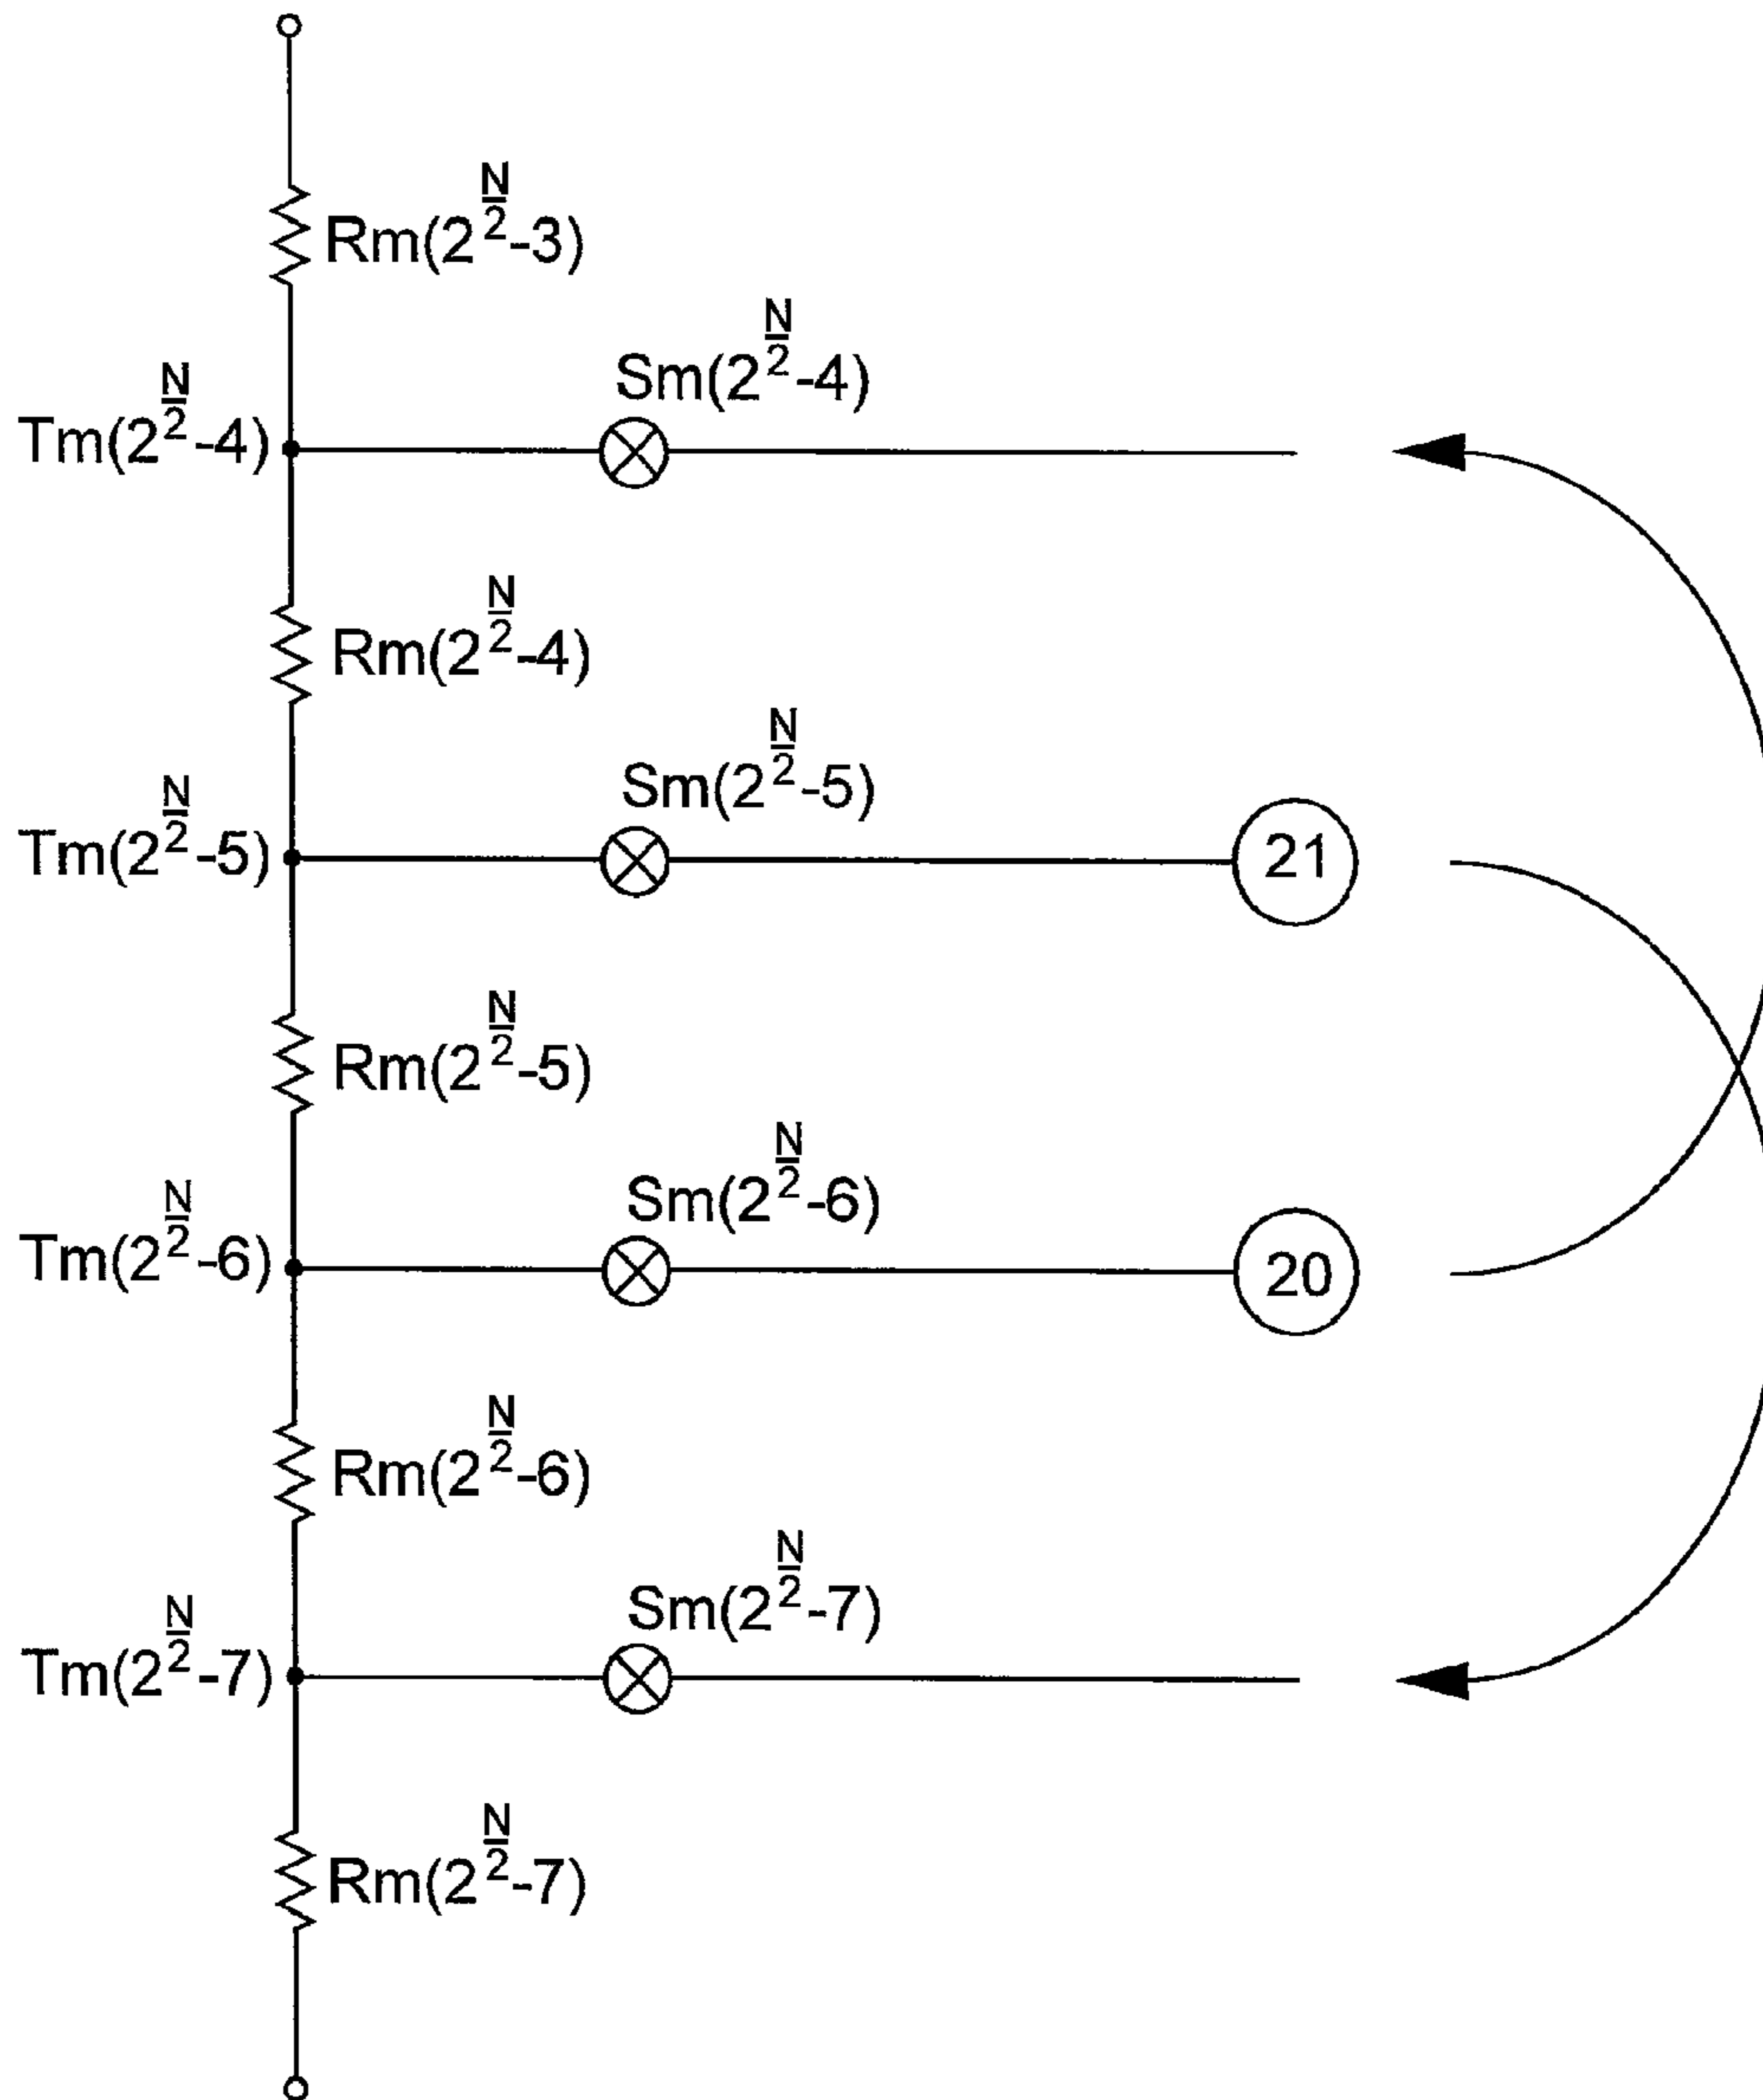 Rm(2^{N/2}-3)
Sm(2^{N/2}-4)
Tm(2^{N/2}-4)
Rm(2^{N/2}-4)
Sm(2^{N/2}-5)
Tm(2^{N/2}-5)
21
Rm(2^{N/2}-5)
Sm(2^{N/2}-6)
Tm(2^{N/2}-6)
20
Rm(2^{N/2}-6)
Sm(2^{N/2}-7)
Tm(2^{N/2}-7)
Rm(2^{N/2}-7)